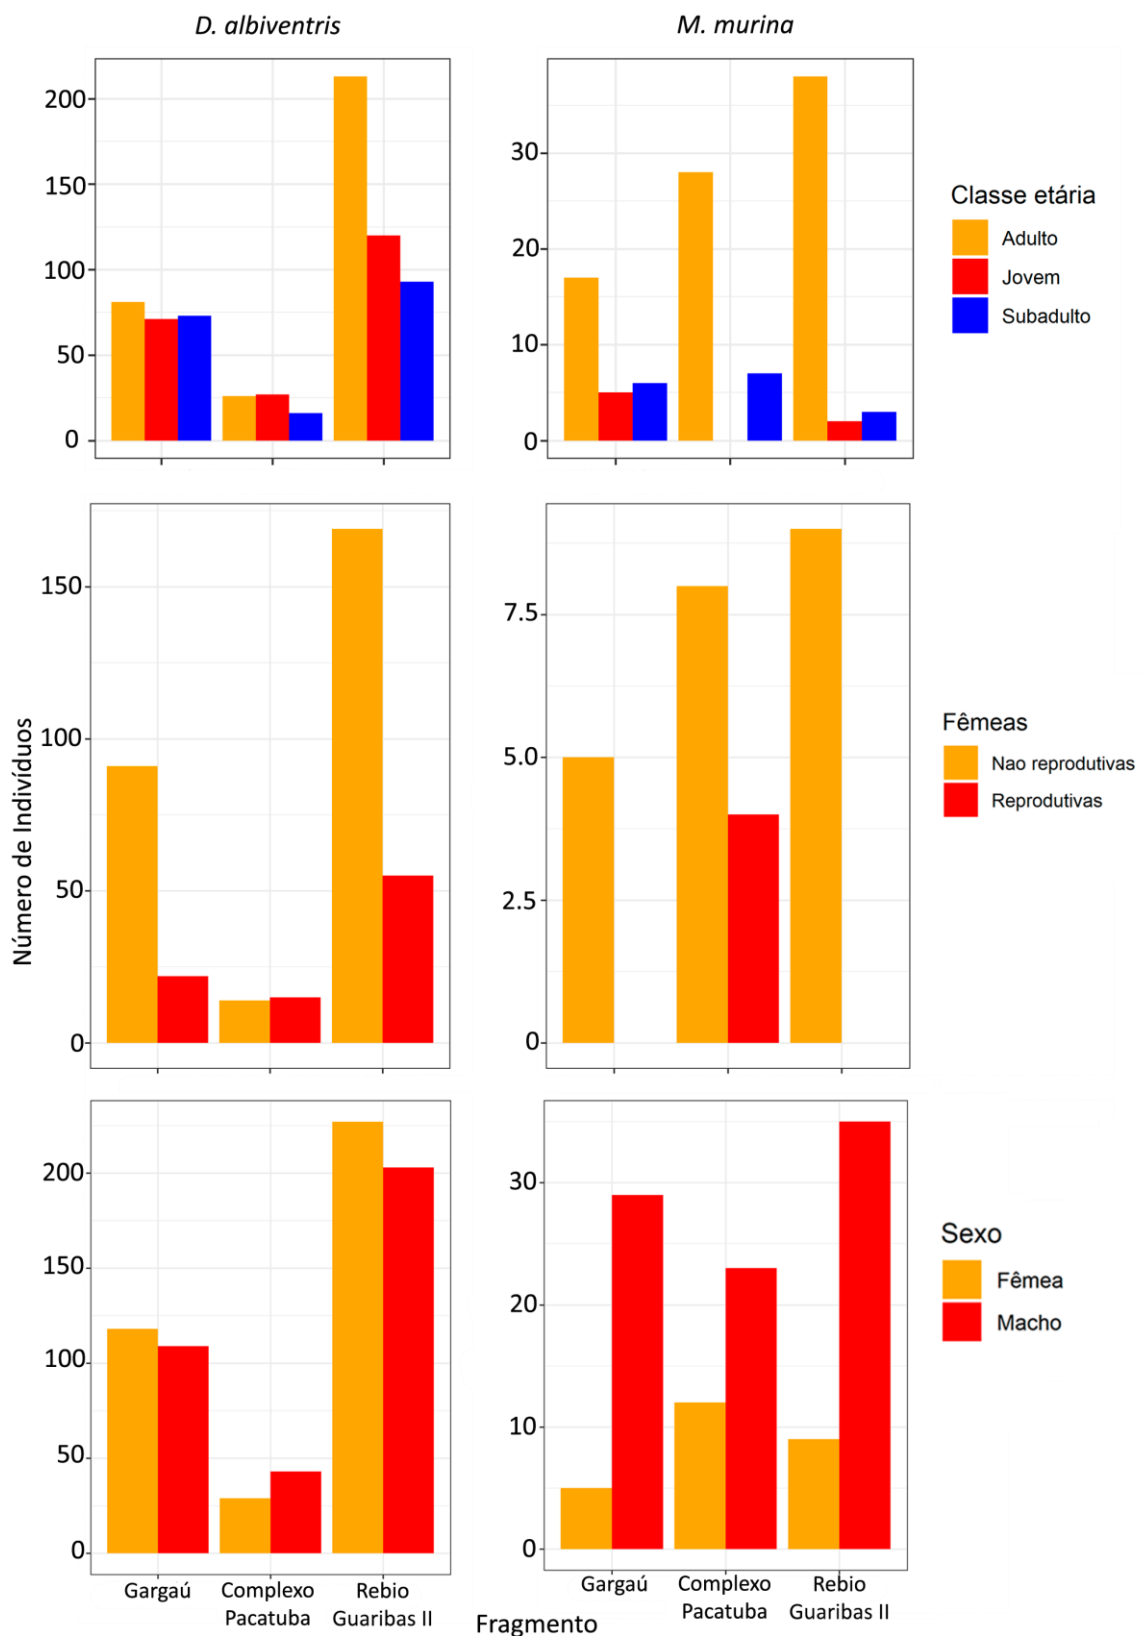 D. albiventris
M. murina
200
150
100
50
0
30
20
10
0
Classe etária
Adulto
Jovem
Subadulto
Número de Indivíduos
150
100
50
0
7.5
5.0
2.5
0
Fêmeas
Nao reprodutivas
Reprodutivas
200
150
100
50
0
30
20
10
0
Sexo
Fêmea
Macho
Gargaú
Complexo
Pacatuba
Rebio
Guaribas II
Gargaú
Complexo
Pacatuba
Rebio
Guaribas II
Fragmento